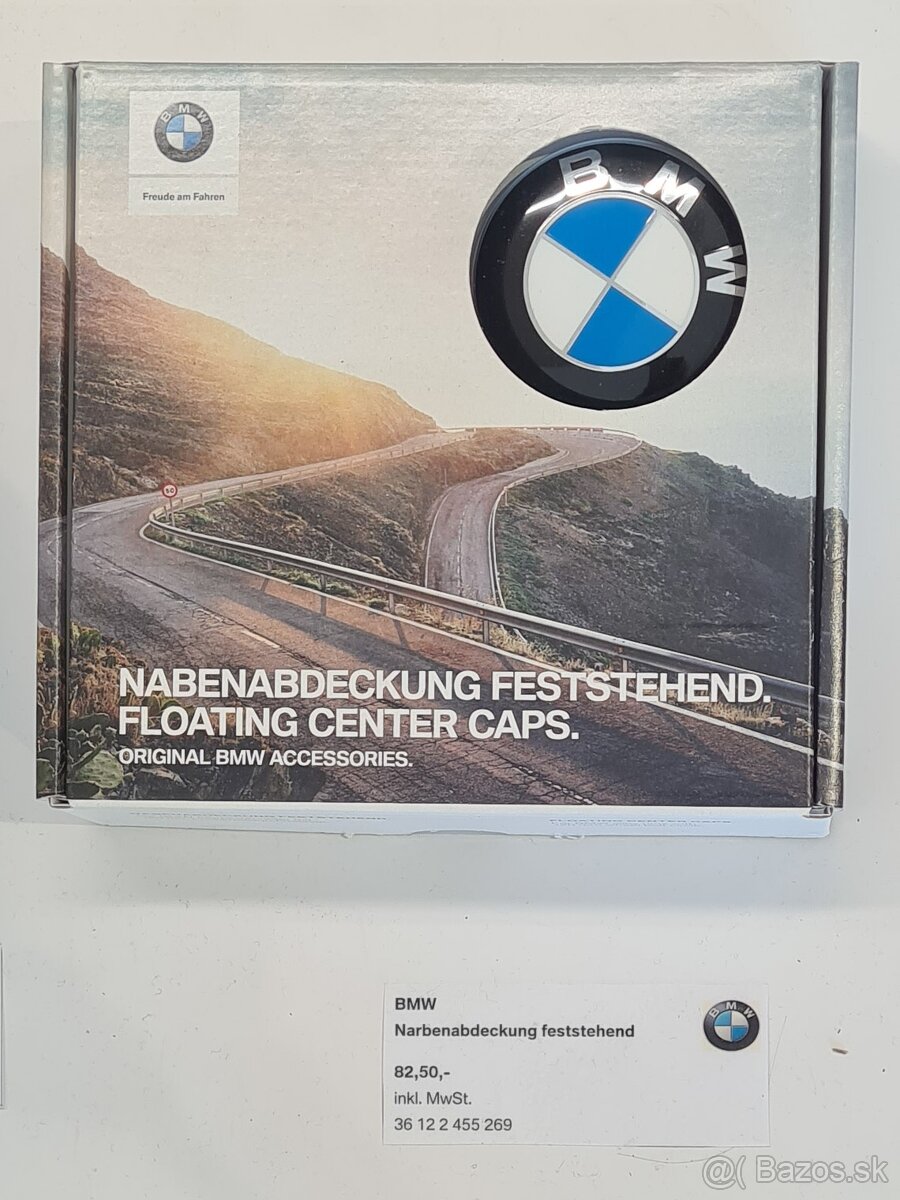 BMW
Freude am Fahren
BMW
60
NABENABDECKUNG FESTSTEHEND.
FLOATING CENTER CAPS.
ORIGINAL BMW ACCESSORIES.
BMW
Narbenabdeckung feststehend
BMW
82,50,-
inkl. MwSt.
36 12 2 455 269
@( Bazos.sk